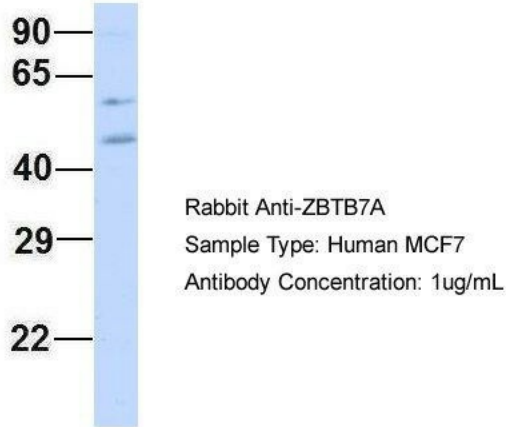 90
65
40
29
22
Rabbit Anti-ZBTB7A
Sample Type: Human MCF7
Antibody Concentration: 1ug/mL